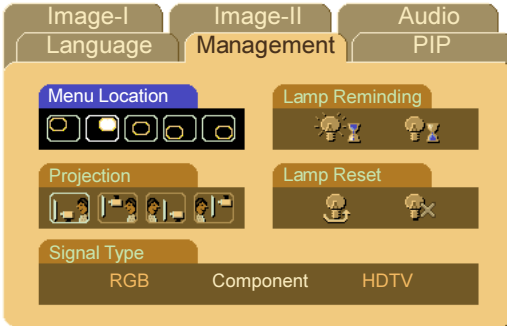 Image-I Image-II Audio
Language Management PIP
Menu Location Lamp Reminding
Projection Lamp Reset
Signal Type
RGB Component HDTV